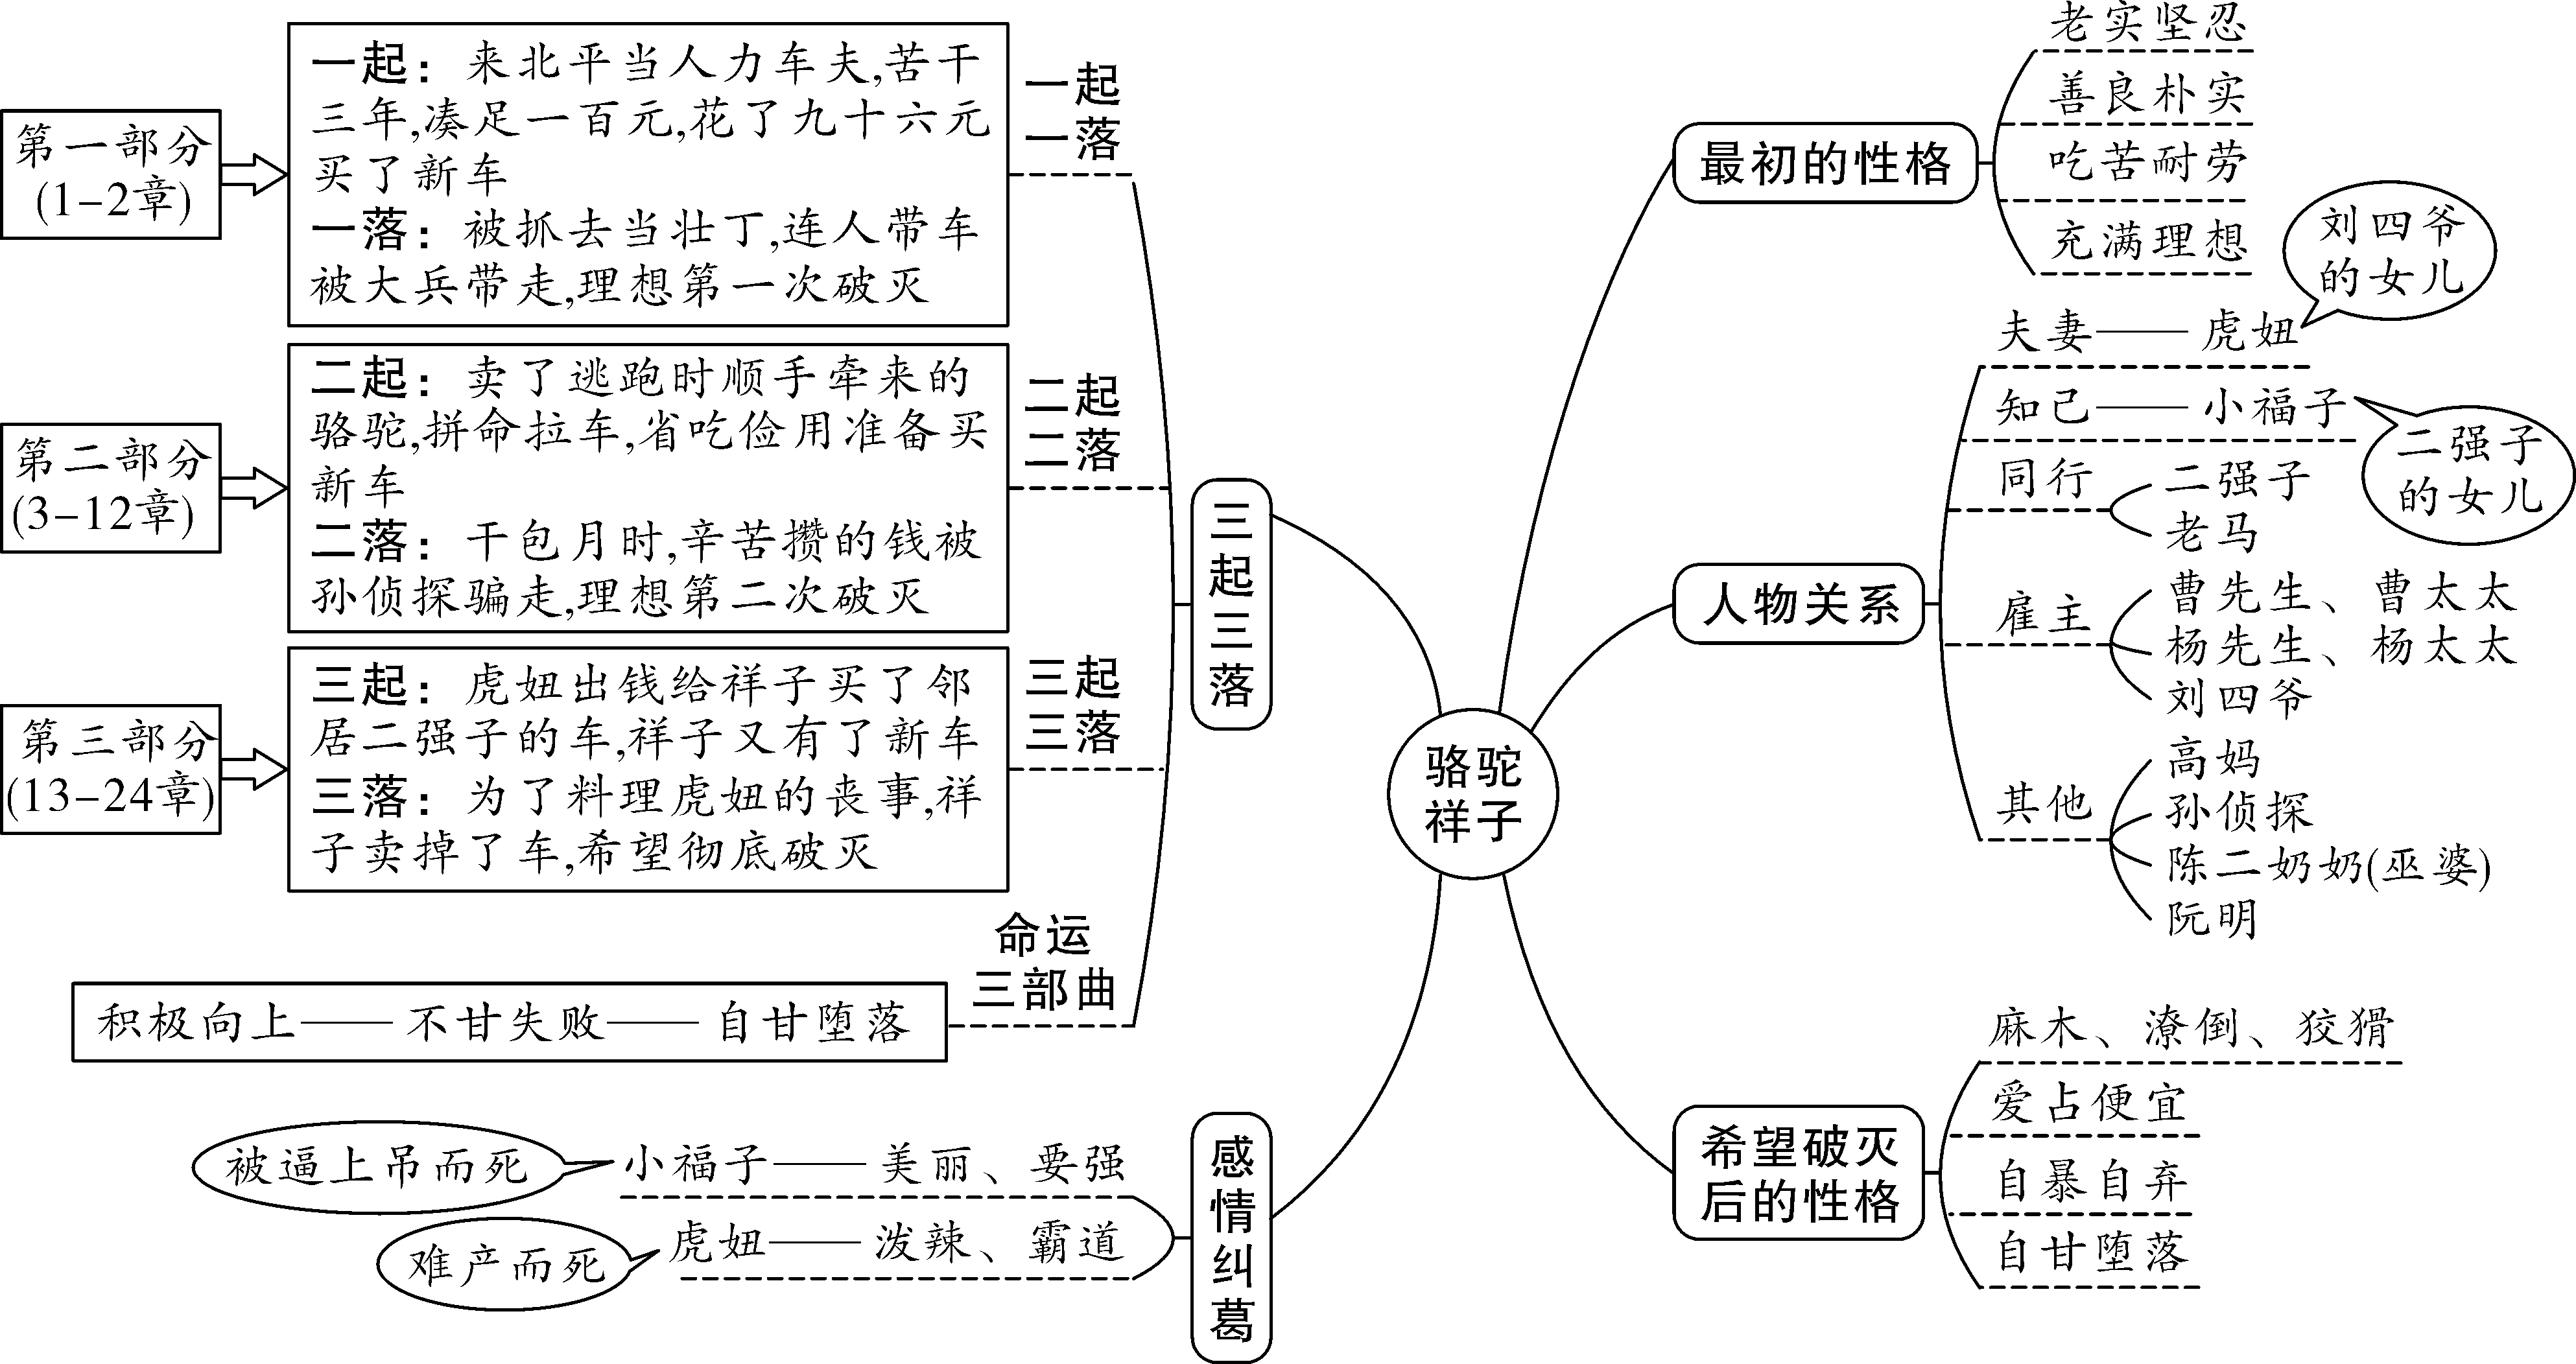 第一部分
(1-2章)
一起：来北平当人力车夫,苦干
三年,凑足一百元,花了九十六元
买了新车
一落：被抓去当壮丁,连人带车
被大兵带走,理想第一次破灭
一起
一落
第二部分
(3-12章)
二起：卖了逃跑时顺手牵来的
骆驼,拼命拉车,省吃俭用准备买
新车
二落：干包月时,辛苦攒的钱被
孙侦探骗走,理想第二次破灭
二起
二落
第三部分
(13-24章)
三起：虎妞出钱给祥子买了邻
居二强子的车,祥子又有了新车
三落：为了料理虎妞的丧事,祥
子卖掉了车,希望彻底破灭
三起
三落
命运
三部曲
积极向上——不甘失败——自甘堕落
三起三落
被逼上吊而死
小福子——美丽、要强
难产而死
虎妞——泼辣、霸道
感情纠葛
骆驼
祥子
最初的性格
老实坚忍
善良朴实
吃苦耐劳
充满理想
人物关系
夫妻——虎妞
刘四爷
的女儿
知己——小福子
二强子
的女儿
同行
二强子
老马
雇主
曹先生、曹太太
杨先生、杨太太
刘四爷
其他
高妈
孙侦探
陈二奶奶(巫婆)
阮明
希望破灭
后的性格
麻木、潦倒、狡猾
爱占便宜
自暴自弃
自甘堕落